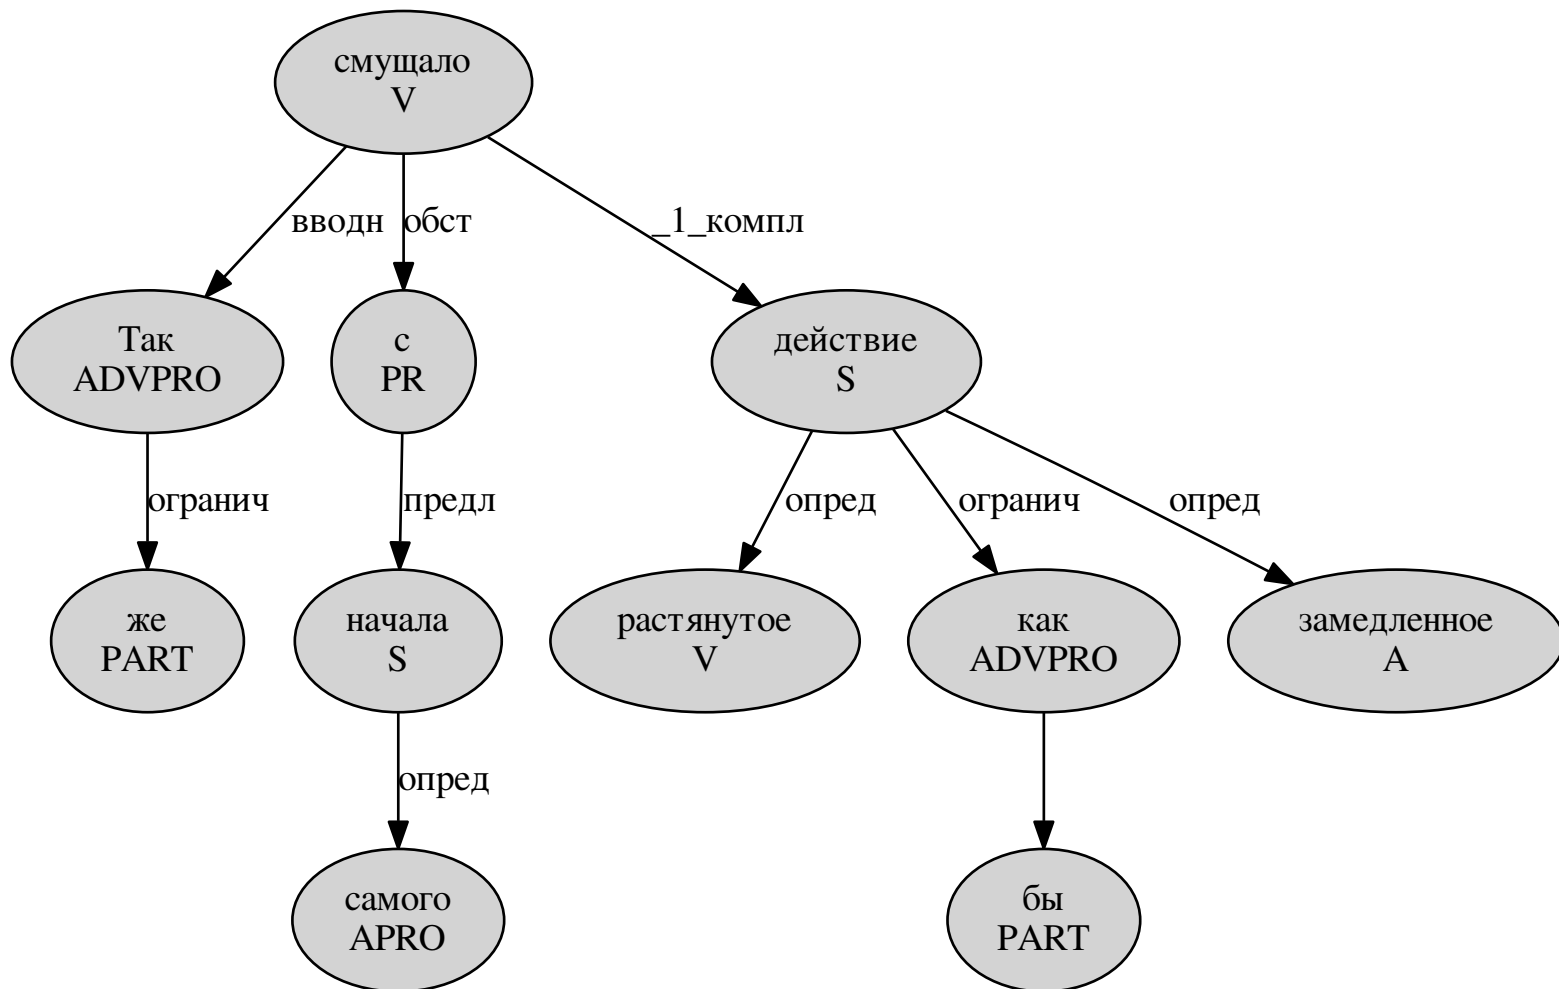 смущало
V
вводн
обст
_1_компл
Так
ADVPRO
с
PR
действие
S
огранич
предл
опред
огранич
опред
же
PART
начала
S
растянутое
V
как
ADVPRO
замедленное
A
опред
самого
APRO
бы
PART